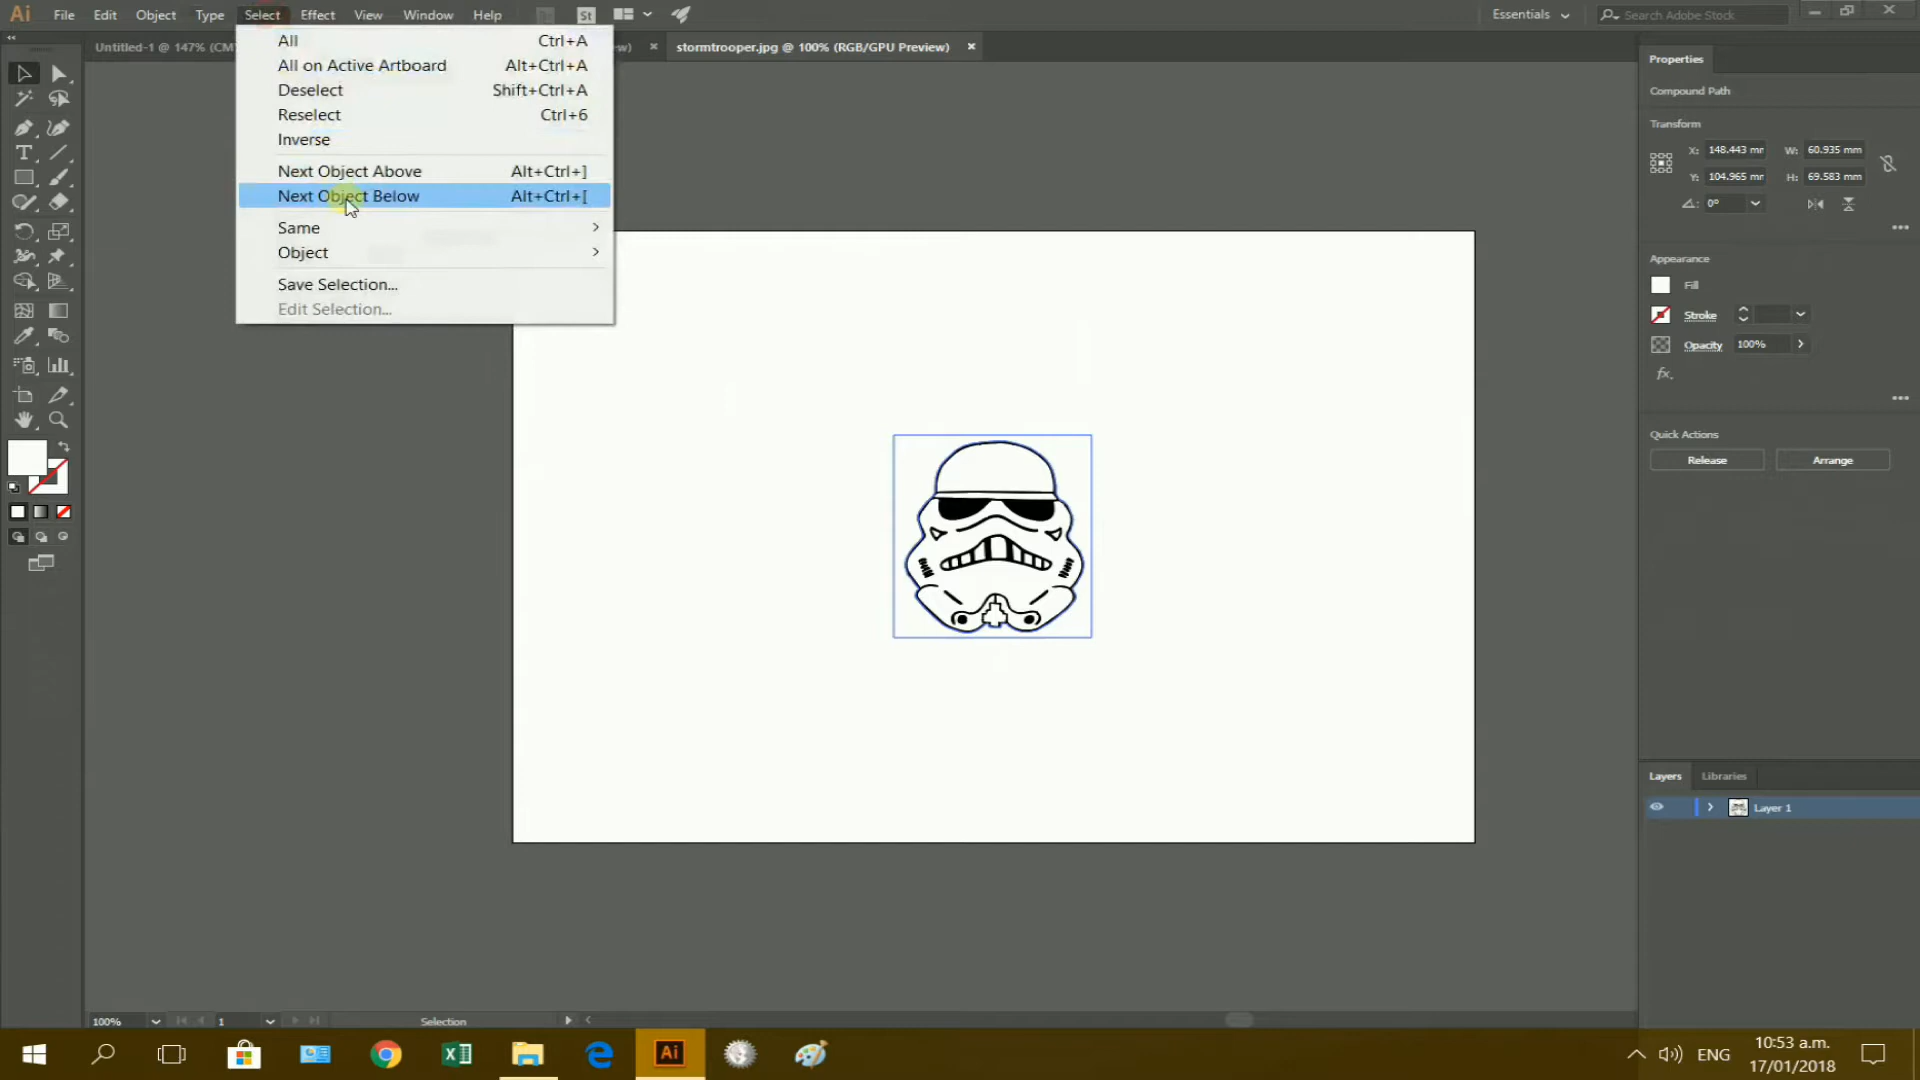 Ai File Edit Object Type Select Effect View Window Help St Essentials Search Adobe Stock
Untitled-1 @ 147% (CM
w)
stormtrooper.jpg @ 100% (RGB/GPU Preview)
All Ctrl+A
All on Active Artboard Alt+Ctrl+A
Deselect Shift+Ctrl+A
Reselect Ctrl+6
Inverse
Next Object Above Alt+Ctrl+]
Next Object Below Alt+Ctrl+[
Same
Object
Save Selection...
Edit Selection...
Properties
Compound Path
Transform
X: 148.443 mr W: 60.935 mm
Y: 104.965 mr H: 69.583 mm
0°
Appearance
Fill
Stroke
Opacity 100%
fx.
Quick Actions
Release Arrange
Layers Libraries
Layer 1
100% 1 Selection
Ai ENG
10:53 a.m.
17/01/2018